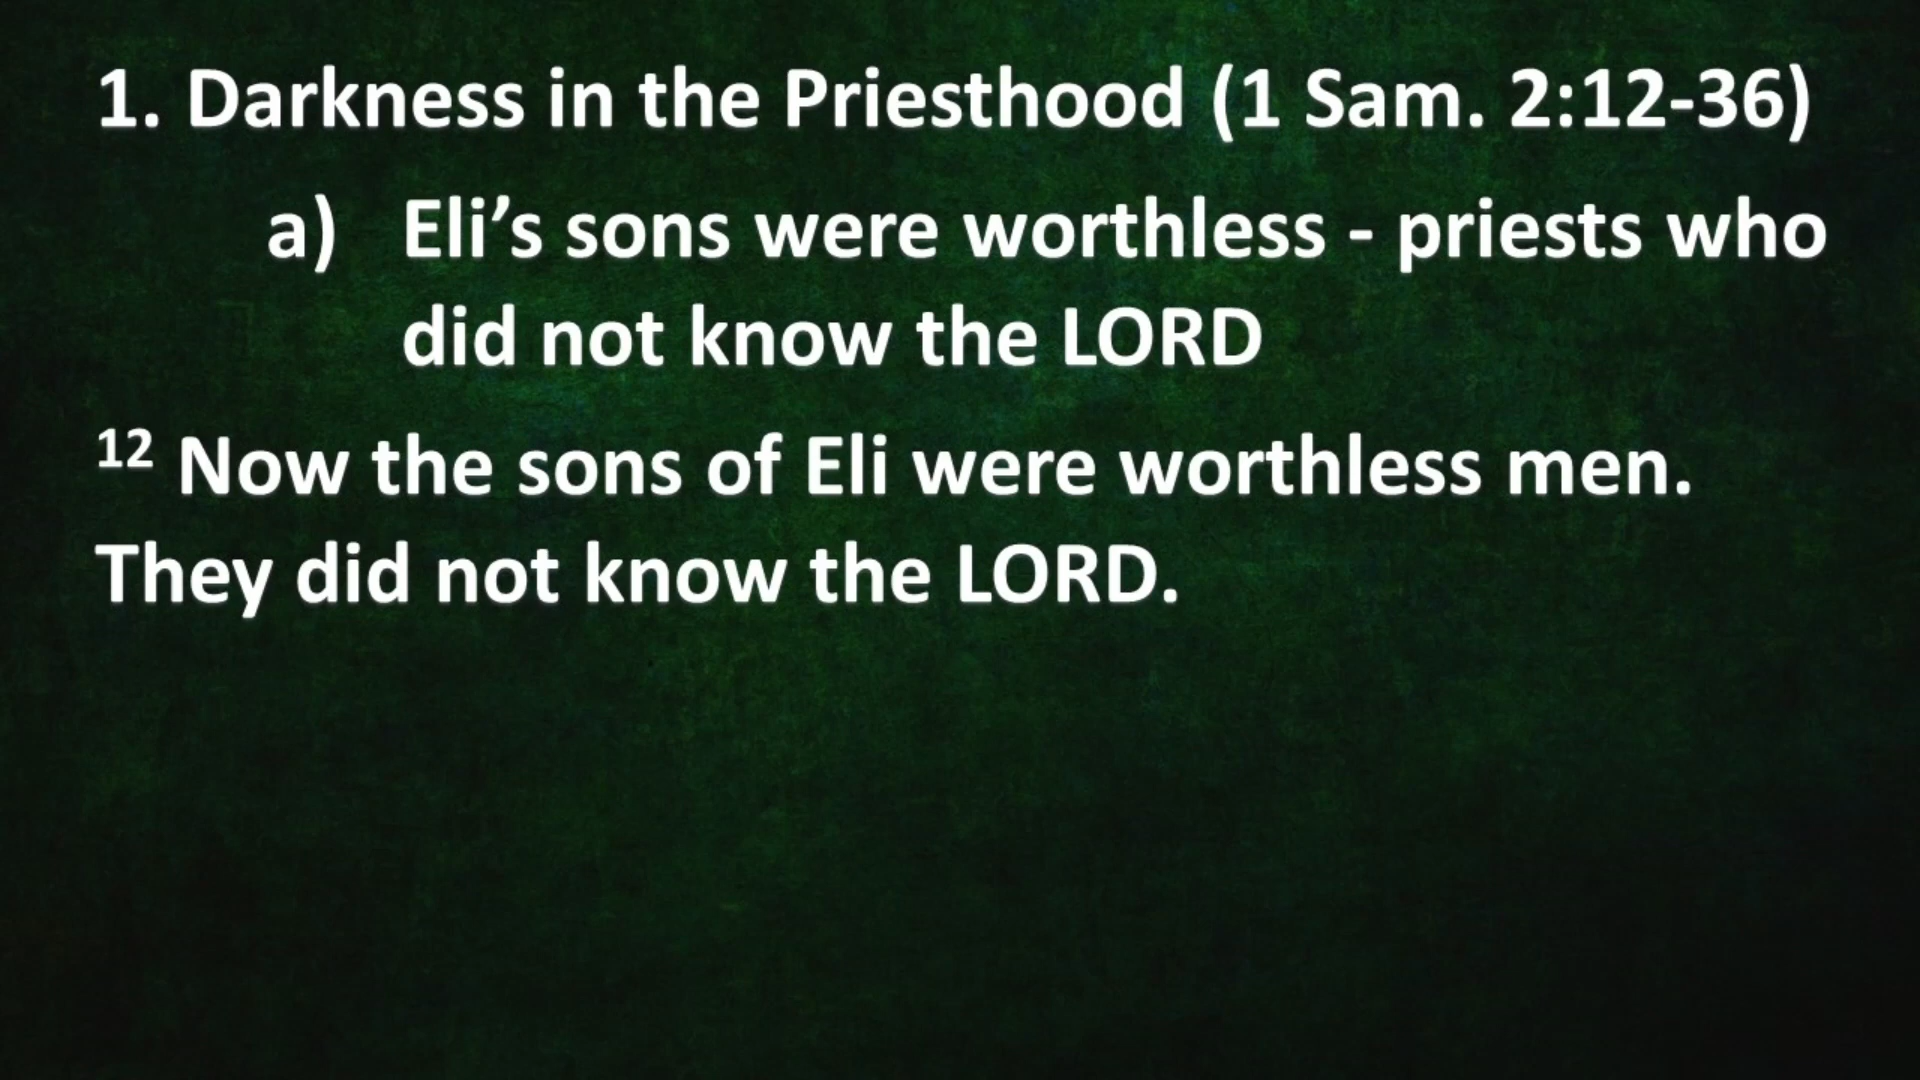 1. Darkness in the Priesthood (1 Sam. 2:12-36)
a) Eli’s sons were worthless - priests who
did not know the LORD
12 Now the sons of Eli were worthless men.
They did not know the LORD.